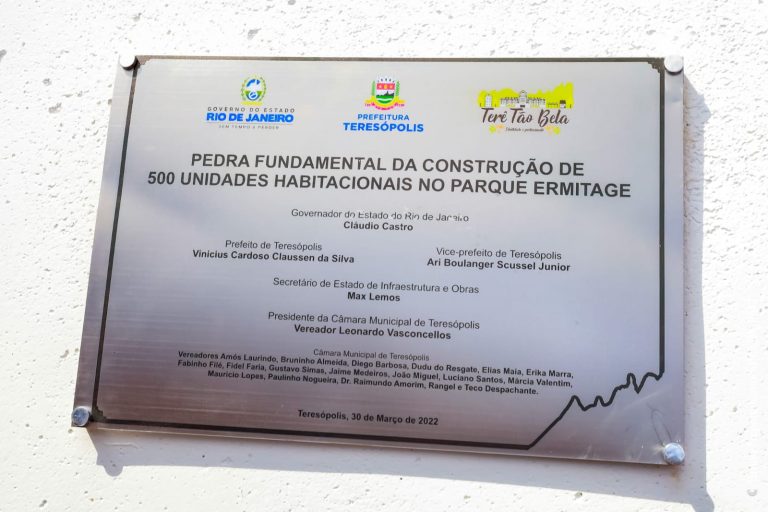 GOVERNO DO ESTADO
RIO DE JANEIRO
SEM TEMPO A PERDER
PREFEITURA
TERESÓPOLIS
Terê Tão Bela
PEDRA FUNDAMENTAL DA CONSTRUÇÃO DE
500 UNIDADES HABITACIONAIS NO PARQUE ERMITAGE
Governador do Estado do Rio de Janeiro
Cláudio Castro
Prefeito de Teresópolis
Vinicius Cardoso Claussen da Silva
Vice-prefeito de Teresópolis
Ari Boulanger Scussel Junior
Secretário de Estado de Infraestrutura e Obras
Max Lemos
Presidente da Câmara Municipal de Teresópolis
Vereador Leonardo Vasconcellos
Câmara Municipal de Teresópolis
Vereadores Amós Laurindo, Bruninho Almeida, Diego Barbosa, Dudu do Resgate, Elias Maia, Erika Marra,
Fabinho Filé, Fidel Faria, Gustavo Simas, Jaime Medeiros, João Miguel, Luciano Santos, Márcia Valentim,
Maurício Lopes, Paulinho Nogueira, Dr. Raimundo Amorim, Rangel e Teco Despachante.
Teresópolis, 30 de Março de 2022